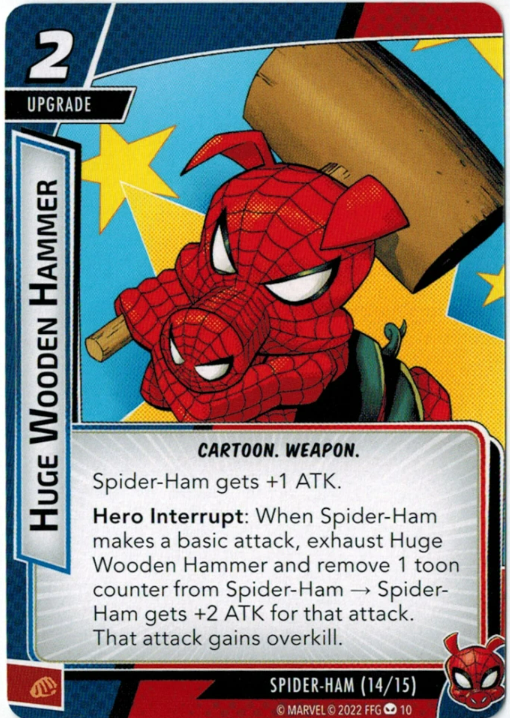 2
UPGRADE
HUGE WOODEN HAMMER
CARTOON. WEAPON.
Spider-Ham gets +1 ATK.
Hero Interrupt: When Spider-Ham
makes a basic attack, exhaust Huge
Wooden Hammer and remove 1 toon
counter from Spider-Ham → Spider-
Ham gets +2 ATK for that attack.
That attack gains overkill.
SPIDER-HAM (14/15)
© MARVEL © 2022 FFG 10